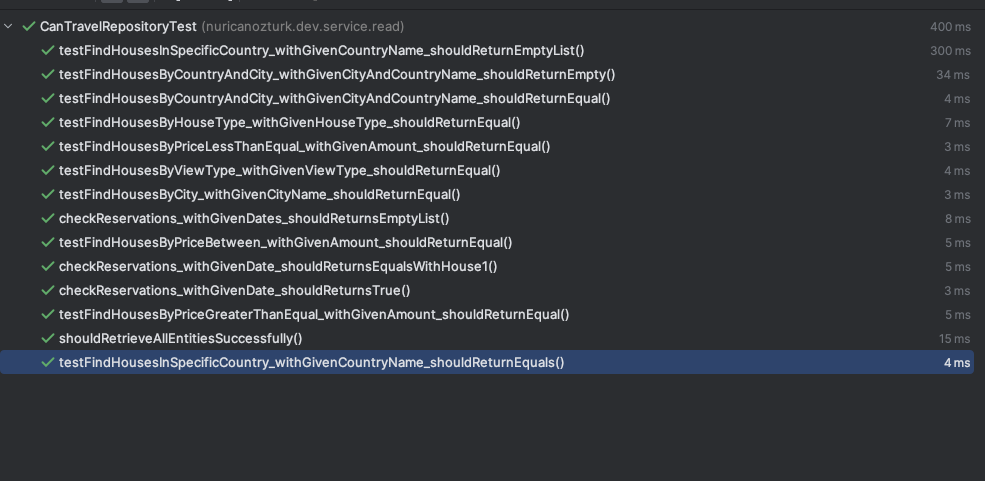 CanTravelRepositoryTest (nuricanozturk.dev.service.read) 400 ms
testFindHousesInSpecificCountry_withGivenCountryName_shouldReturnEmptyList() 300 ms
testFindHousesByCountryAndCity_withGivenCityAndCountryName_shouldReturnEmpty() 34 ms
testFindHousesByCountryAndCity_withGivenCityAndCountryName_shouldReturnEqual() 4 ms
testFindHousesByHouseType_withGivenHouseType_shouldReturnEqual() 7 ms
testFindHousesByPriceLessThanEqual_withGivenAmount_shouldReturnEqual() 3 ms
testFindHousesByViewType_withGivenViewType_shouldReturnEqual() 4 ms
testFindHousesByCity_withGivenCityName_shouldReturnEqual() 3 ms
checkReservations_withGivenDates_shouldReturnsEmptyList() 8 ms
testFindHousesByPriceBetween_withGivenAmount_shouldReturnEqual() 5 ms
checkReservations_withGivenDate_shouldReturnsEqualsWithHouse1() 5 ms
checkReservations_withGivenDate_shouldReturnsTrue() 3 ms
testFindHousesByPriceGreaterThanEqual_withGivenAmount_shouldReturnEqual() 5 ms
shouldRetrieveAllEntitiesSuccessfully() 15 ms
testFindHousesInSpecificCountry_withGivenCountryName_shouldReturnEquals() 4 ms